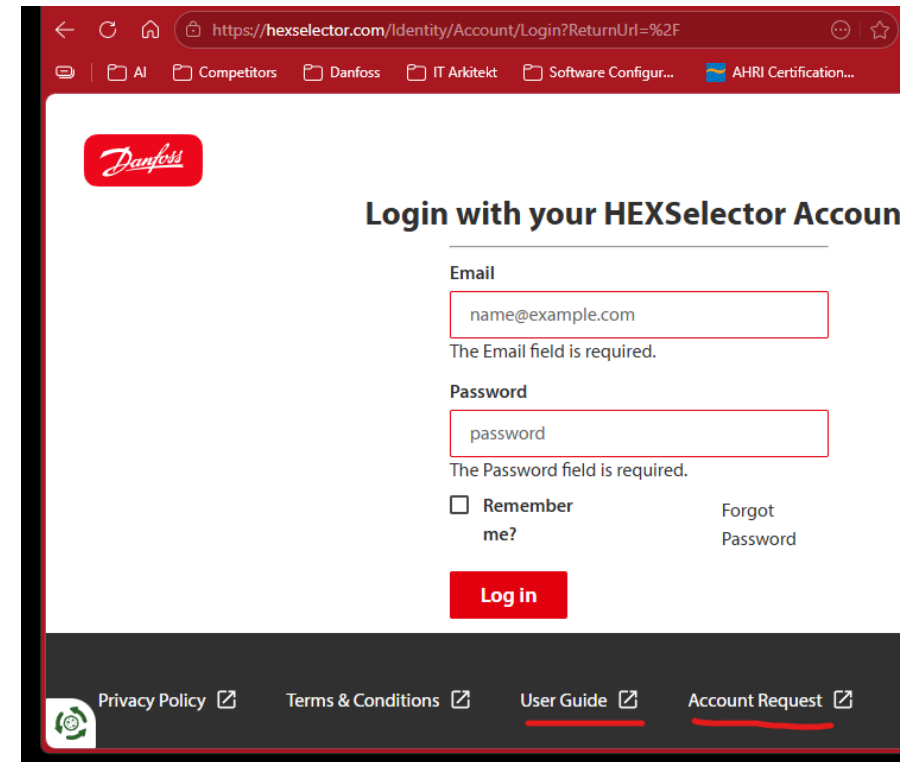 https://hexselector.com/Identity/Account/Login?ReturnUrl=%2F
AI Competitors Danfoss IT Arkitekt Software Configur... AHRI Certification...
Danfoss
Login with your HEXSelector Accoun
Email
name@example.com
The Email field is required.
Password
password
The Password field is required.
Remember
me?
Forgot
Password
Log in
Privacy Policy Terms & Conditions User Guide Account Request